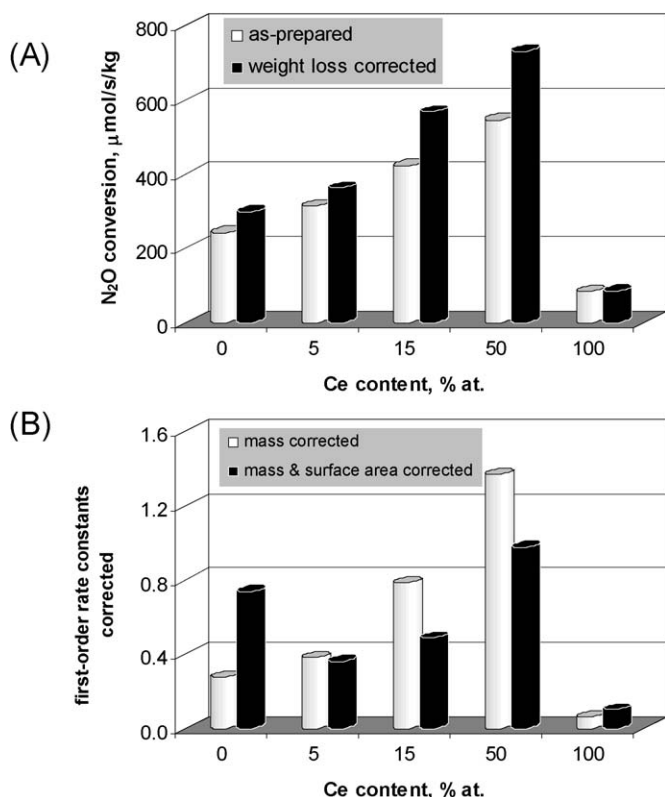 (A)
as-prepared
weight loss corrected
N₂O conversion, μmol/s/kg
800
600
400
200
0
0 5 15 50 100
Ce content, % at.
(B)
mass corrected
mass & surface area corrected
first-order rate constants
corrected
1.6
1.2
0.8
0.4
0.0
0 5 15 50 100
Ce content, % at.